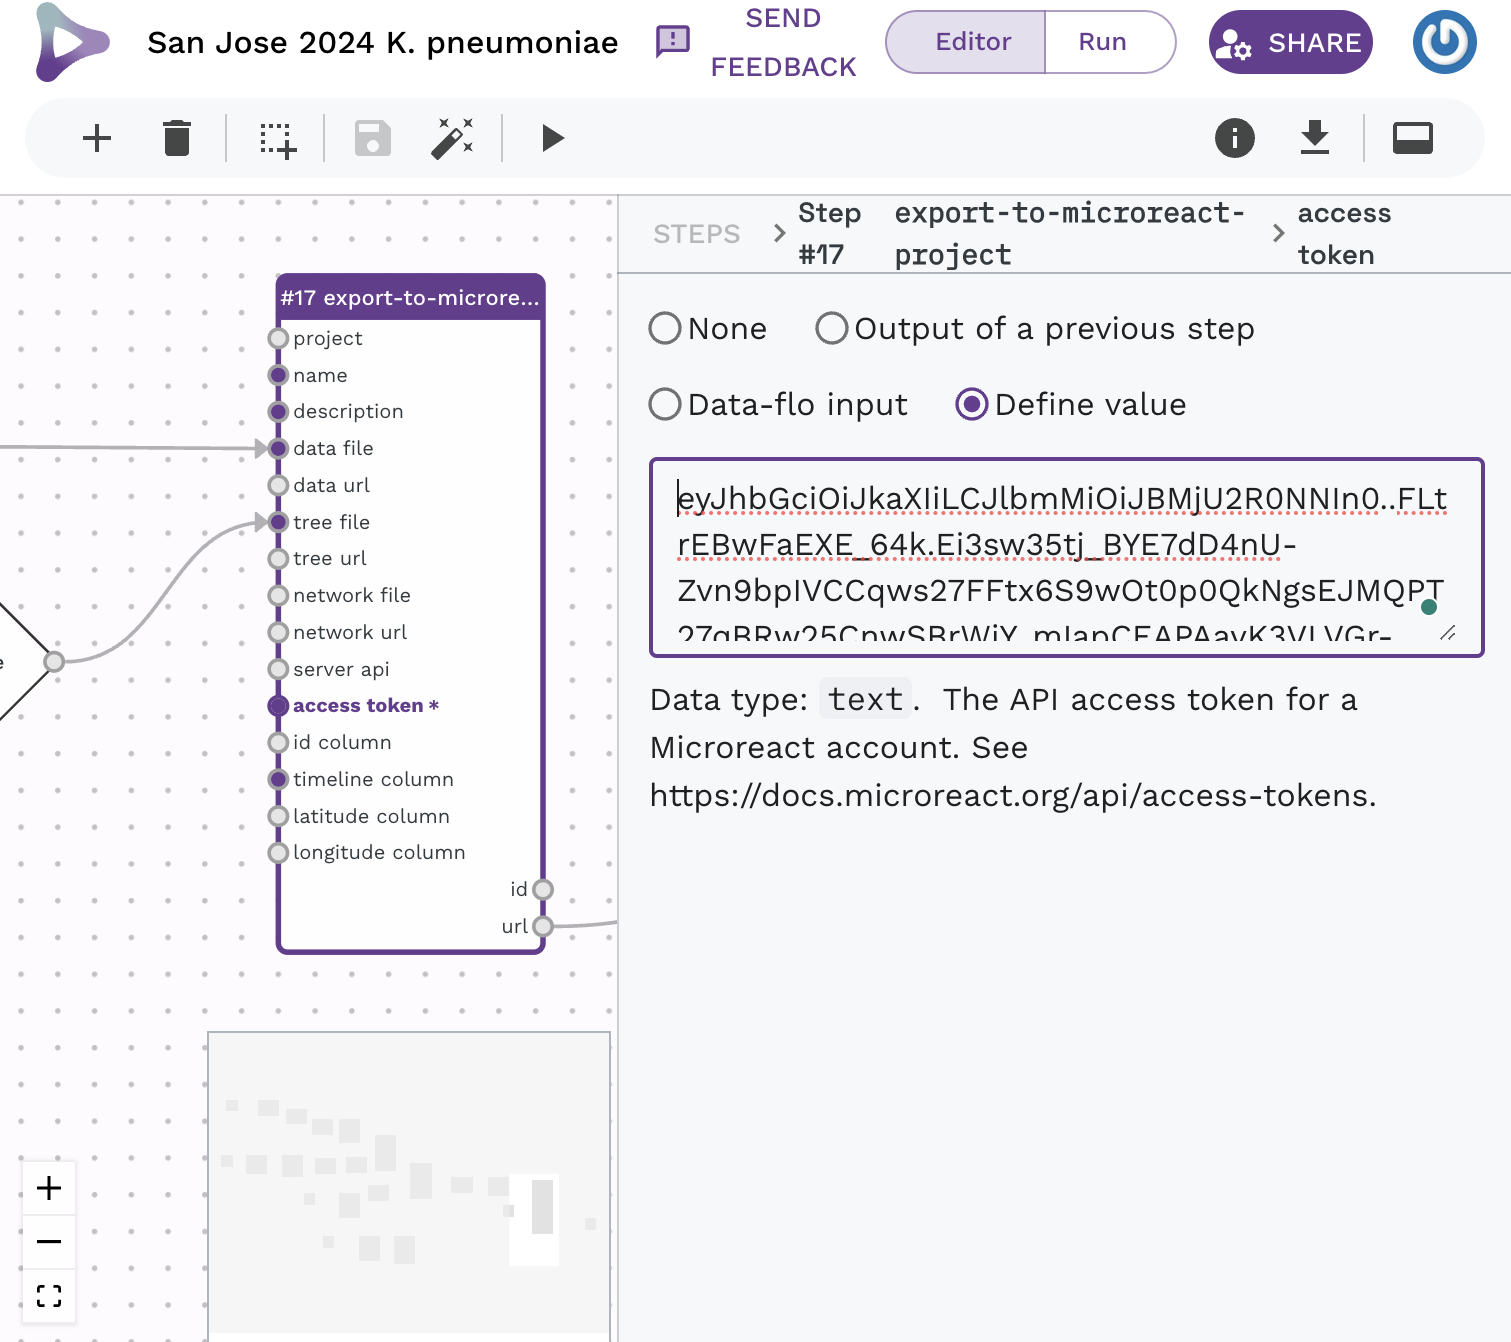 San Jose 2024 K. pneumoniae
SEND
FEEDBACK
Editor
Run
SHARE
STEPS
Step
#17
export-to-microreact-
project
access
token
#17 export-to-microre...
project
name
description
data file
data url
tree file
tree url
network file
network url
server api
access token *
id column
timeline column
latitude column
longitude column
id
url
e
None
Output of a previous step
Data-flo input
Define value
eyJhbGciOiJkaXIiLCJlbmMiOiJBMjU2R0NNIn0..FLt
rEBwFaEXE_64k.Ei3sw35tj_BYE7dD4nU-
Zvn9bpIVCCqws27FFtx6S9wOt0p0QkNgsEJMQPT
Data type: text. The API access token for a
Microreact account. See
https://docs.microreact.org/api/access-tokens.